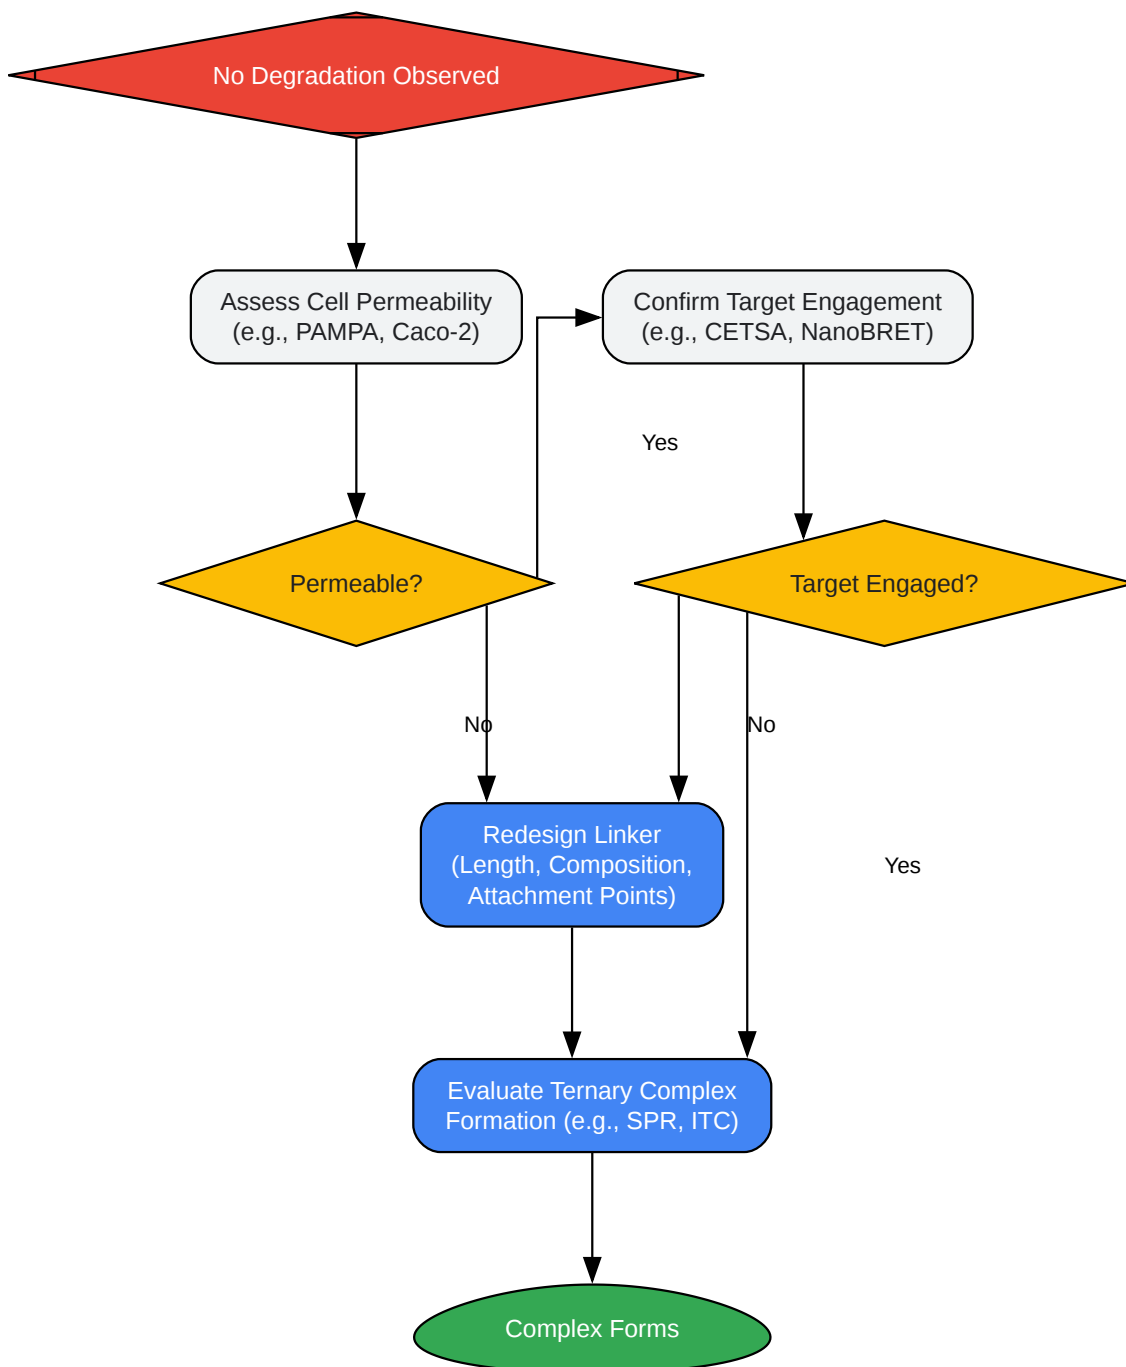 No Degradation Observed
Assess Cell Permeability
(e.g., PAMPA, Caco-2)
Confirm Target Engagement
(e.g., CETSA, NanoBRET)
Yes
Permeable?
Target Engaged?
No
No
Redesign Linker
(Length, Composition,
Attachment Points)
Yes
Evaluate Ternary Complex
Formation (e.g., SPR, ITC)
Complex Forms